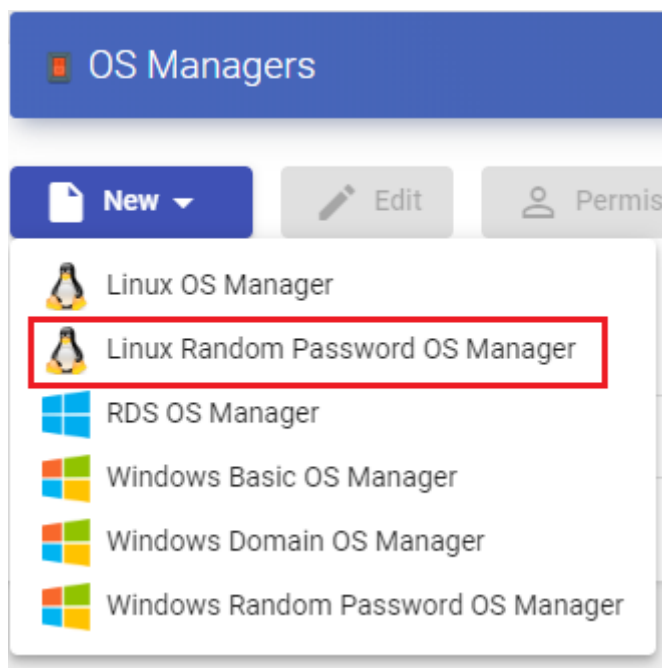 OS Managers
New Edit Permis
Linux OS Manager
Linux Random Password OS Manager
RDS OS Manager
Windows Basic OS Manager
Windows Domain OS Manager
Windows Random Password OS Manager